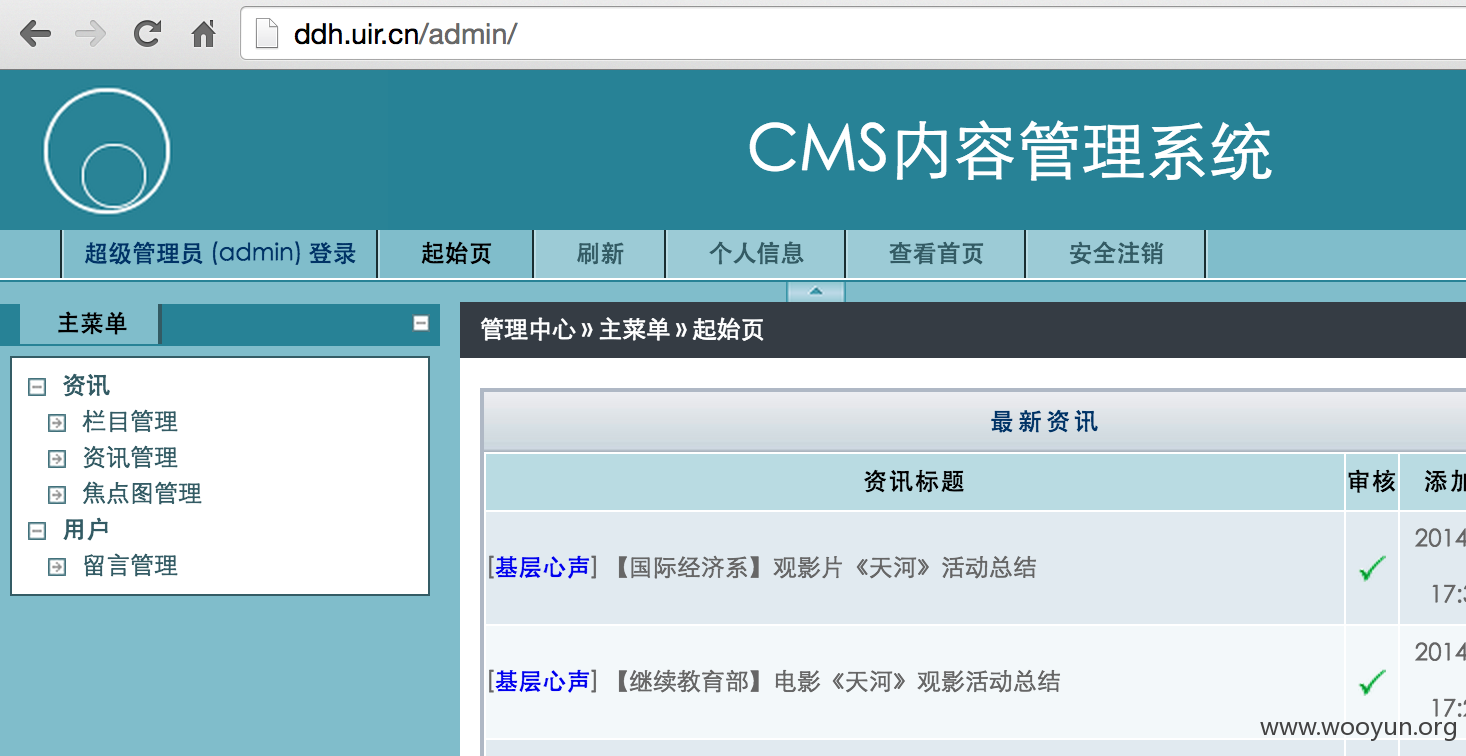 ddh.uir.cn/admin/
CMS内容管理系统
超级管理员 (admin) 登录 起始页 刷新 个人信息 查看首页 安全注销
主菜单
管理中心 » 主菜单 » 起始页
资讯
栏目管理
资讯管理
焦点图管理
用户
留言管理
最新资讯
资讯标题 审核 添加
[基层心声] 【国际经济系】观影片《天河》活动总结 2014
17:
[基层心声] 【继续教育部】电影《天河》观影活动总结 2014
17:
www.wooyun.org